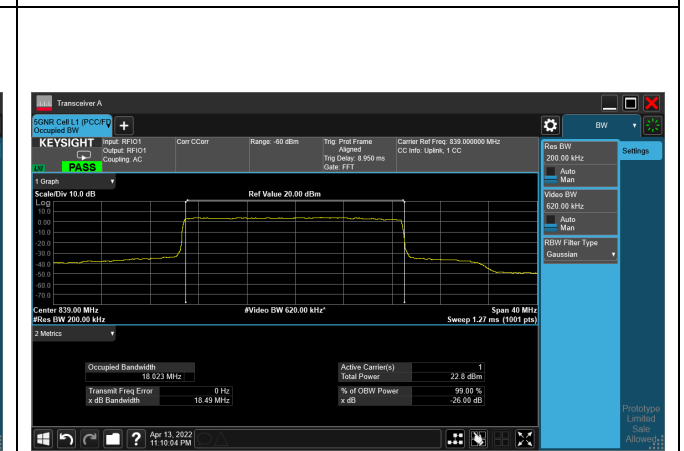 Transceiver A
5GNR Cell L1 (PCC/FD
Occupied BW
BW
KEYSIGHT
Input: RFIO1
Output: RFIO1
Coupling: AC
Corr CCorr
Range: -60 dBm
Trig: Prot Frame
Aligned
Trig Delay: 8.950 ms
Gate: FFT
Carrier Ref Freq: 839.000000 MHz
CC Info: Uplink, 1 CC
PASS
Res BW
200.00 kHz
Auto
Man
Settings
Video BW
620.00 kHz
Auto
Man
RBW Filter Type
Gaussian
1 Graph
Scale/Div 10.0 dB
Ref Value 20.00 dBm
Log
10.0
0.00
-10.0
-20.0
-30.0
-40.0
-50.0
-60.0
-70.0
Center 839.00 MHz
#Video BW 620.00 kHz*
Span 40 MHz
#Res BW 200.00 kHz
Sweep 1.27 ms (1001 pts)
2 Metrics
Occupied Bandwidth
18.023 MHz
Active Carrier(s) 1
Total Power 22.8 dBm
Transmit Freq Error 0 Hz
x dB Bandwidth 18.49 MHz
% of OBW Power 99.00 %
x dB -26.00 dB
Prototype
Limited
Sale
Allowed
Apr 13, 2022
11:10:04 PM